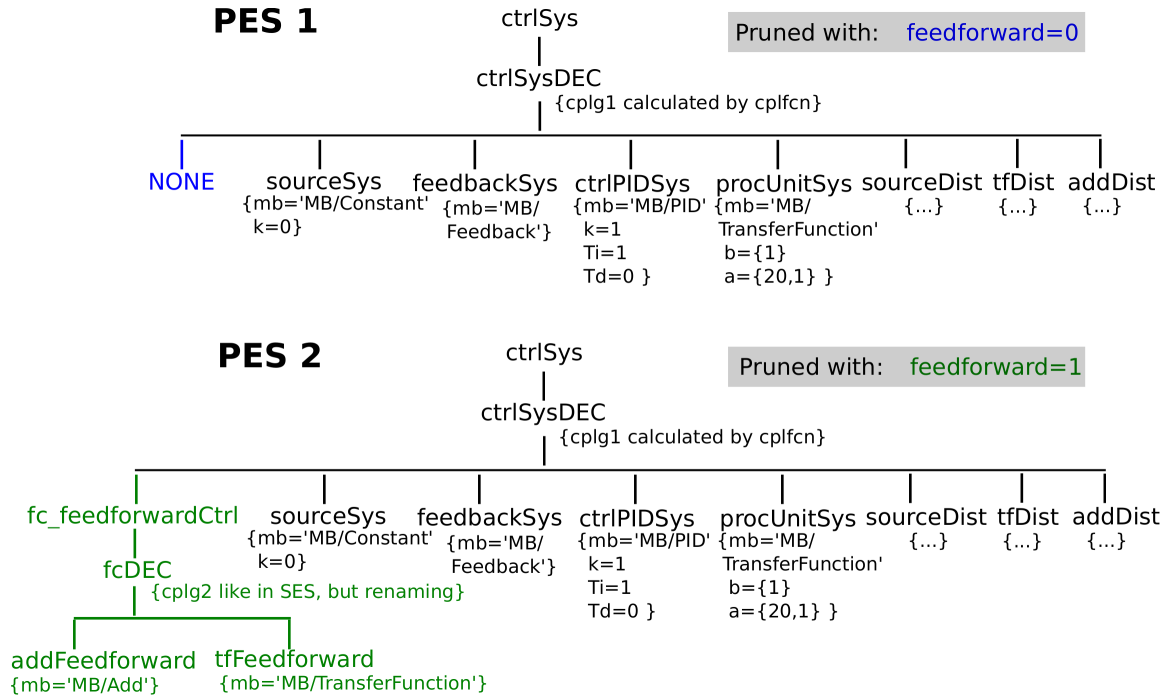 PES 1
ctrlSys
Pruned with: feedforward=0
ctrlSysDEC
{cplg1 calculated by cplfcn}
NONE sourceSys feedbackSys ctrlPIDSys procUnitSys sourceDist tfDist addDist
{mb='MB/Constant' {mb='MB/ {mb='MB/PID' {mb='MB/ {...} {...} {...}
k=0} Feedback'} k=1 TransferFunction'
Ti=1 b={1}
Td=0 } a={20,1} }
PES 2
ctrlSys
Pruned with: feedforward=1
ctrlSysDEC
{cplg1 calculated by cplfcn}
fc_feedforwardCtrl sourceSys feedbackSys ctrlPIDSys procUnitSys sourceDist tfDist addDist
{mb='MB/Constant' {mb='MB/ {mb='MB/PID' {mb='MB/ {...} {...} {...}
k=0} Feedback'} k=1 TransferFunction'
fcDEC Ti=1 b={1}
{cplg2 like in SES, but renaming} Td=0 } a={20,1} }
addFeedforward tfFeedforward
{mb='MB/Add'} {mb='MB/TransferFunction'}